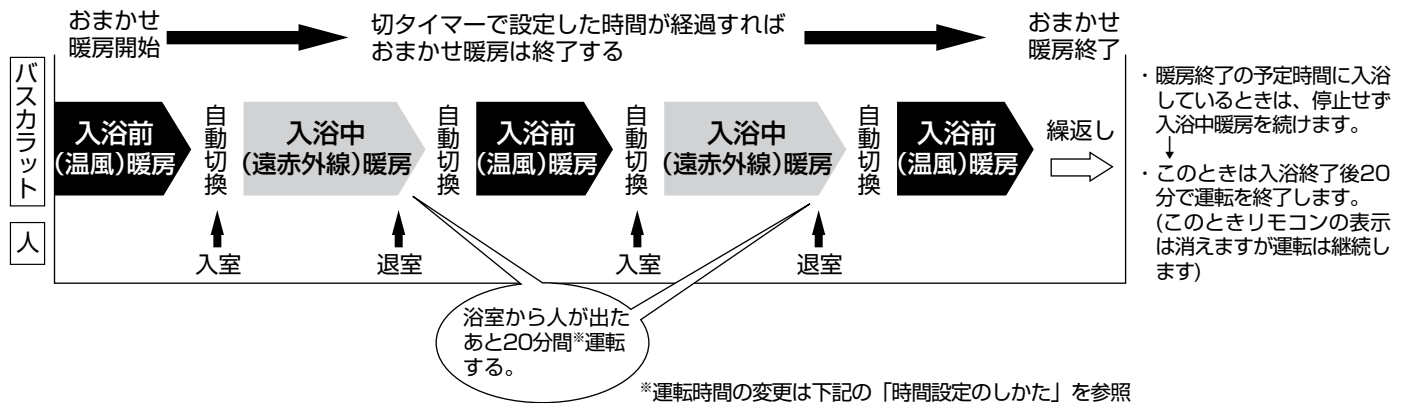 おまかせ
暖房開始
切タイマーで設定した時間が経過すれば
おまかせ暖房は終了する
おまかせ
暖房終了
バスカラット
入浴前
(温風)暖房
自動切換
入浴中
(遠赤外線)暖房
自動切換
入浴前
(温風)暖房
自動切換
入浴中
(遠赤外線)暖房
自動切換
入浴前
(温風)暖房
繰返し
人
入室
退室
入室
退室
浴室から人が出た
あと20分間※運転
する。
・暖房終了の予定時間に入浴
しているときは、停止せず
入浴中暖房を続けます。
↓
・このときは入浴終了後20
分で運転を終了します。
(このときリモコンの表示
は消えますが運転は継続し
ます)
※運転時間の変更は下記の「時間設定のしかた」を参照